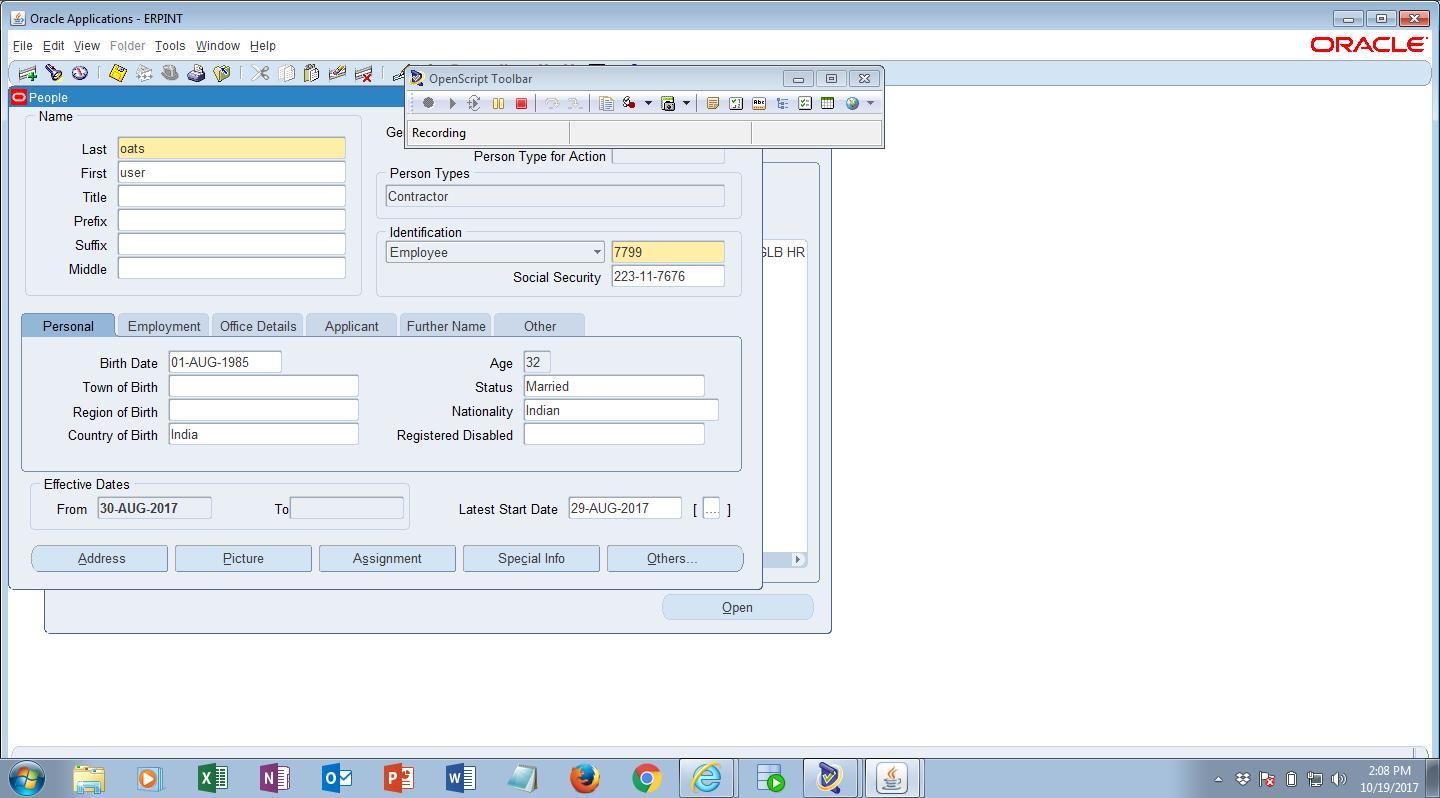 Oracle Applications - ERPINT
File Edit View Folder Tools Window Help
ORACLE
OpenScript Toolbar
Recording
People
Name
Last oats
First user
Title
Prefix
Suffix
Middle
Ge
Person Type for Action
Person Types
Contractor
Identification
Employee 7799
Social Security 223-11-7676
GLB HR
Personal Employment Office Details Applicant Further Name Other
Birth Date 01-AUG-1985 Age 32
Town of Birth Status Married
Region of Birth Nationality Indian
Country of Birth India Registered Disabled
Effective Dates
From 30-AUG-2017 To Latest Start Date 29-AUG-2017 [ .... ]
Address Picture Assignment Special Info Others...
Open
2:08 PM
10/19/2017